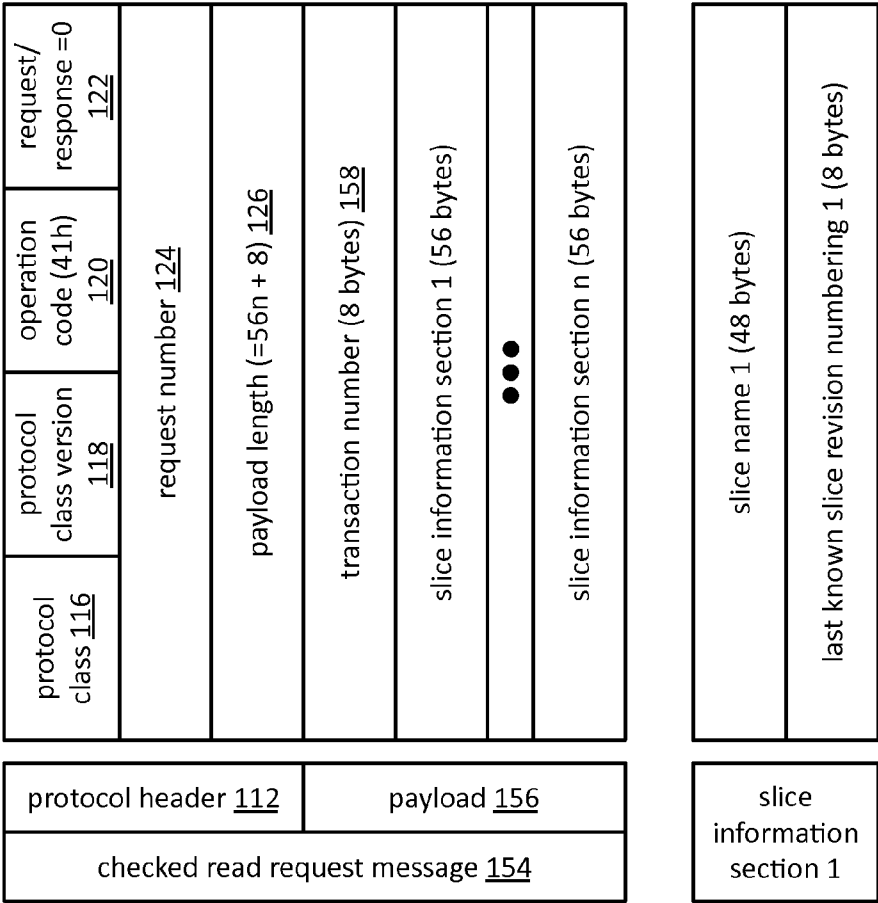 protocol
class 116
protocol
class version
118
operation
code (41h)
120
request/
response =0
122
request number 124
payload length (=56n + 8) 126
transaction number (8 bytes) 158
slice information section 1 (56 bytes)
●●●
slice information section n (56 bytes)
slice name 1 (48 bytes)
last known slice revision numbering 1 (8 bytes)
protocol header 112
payload 156
checked read request message 154
slice
information
section 1